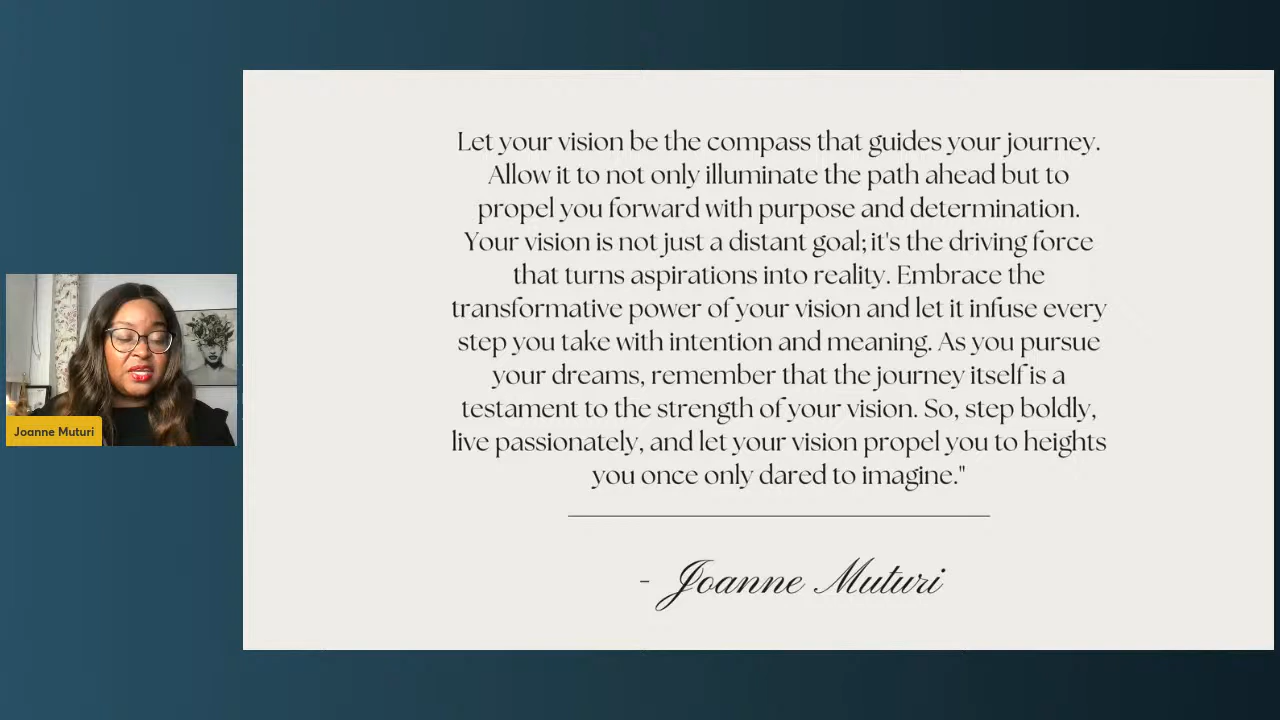 Let your vision be the compass that guides your journey.
Allow it to not only illuminate the path ahead but to
propel you forward with purpose and determination.
Your vision is not just a distant goal; it's the driving force
that turns aspirations into reality. Embrace the
transformative power of your vision and let it infuse every
step you take with intention and meaning. As you pursue
your dreams, remember that the journey itself is a
testament to the strength of your vision. So, step boldly,
live passionately, and let your vision propel you to heights
you once only dared to imagine."
- Joanne Muturi
Joanne Muturi